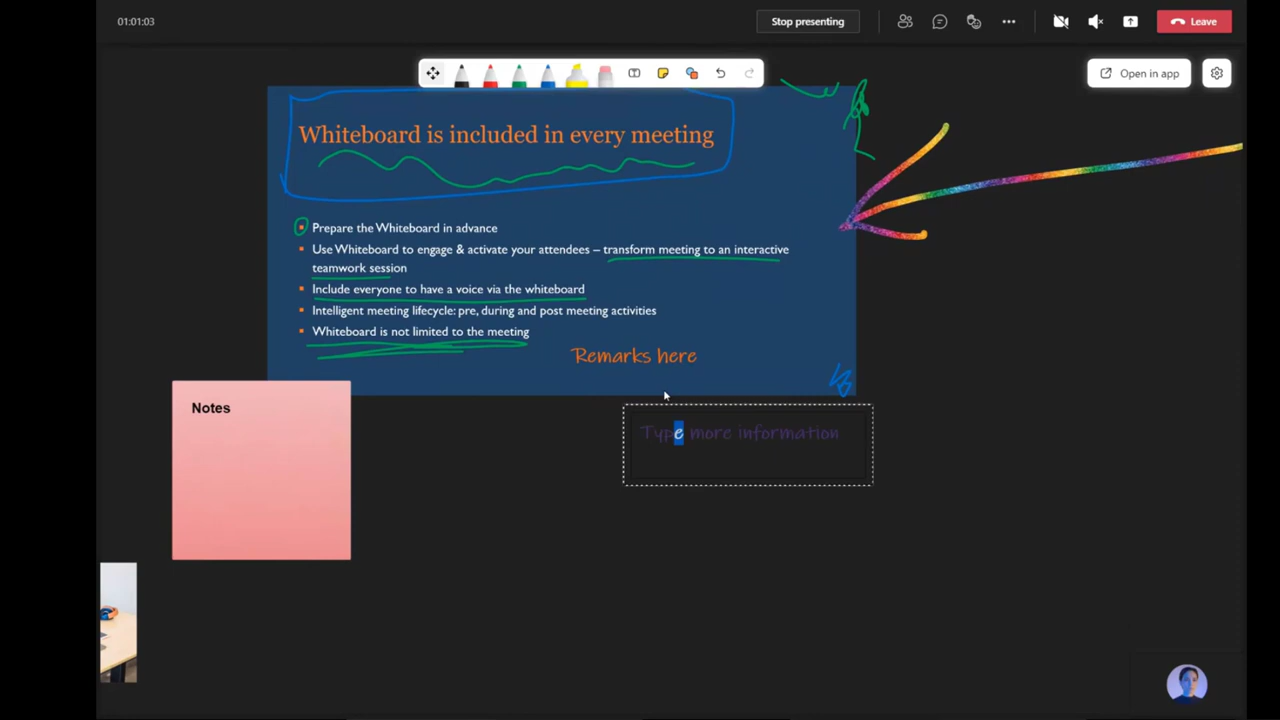 01:01:03
Stop presenting
Leave
Open in app
Whiteboard is included in every meeting
Prepare the Whiteboard in advance
Use Whiteboard to engage & activate your attendees – transform meeting to an interactive
teamwork session
Include everyone to have a voice via the whiteboard
Intelligent meeting lifecycle: pre, during and post meeting activities
Whiteboard is not limited to the meeting
Remarks here
Notes
Type more information